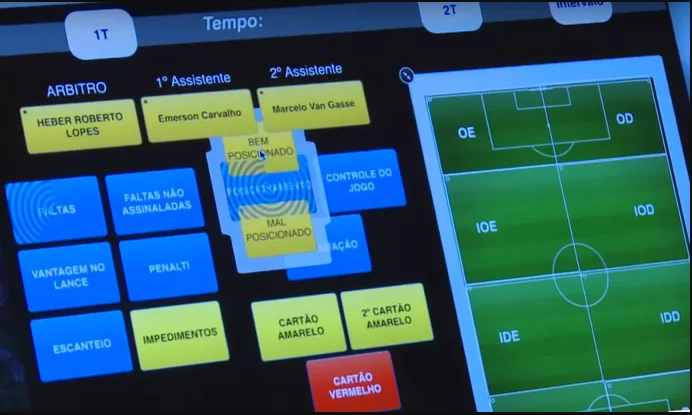 1T
Tempo:
2T
Intervalo
ARBITRO
1º Assistente
2º Assistente
HEBER ROBERTO
LOPES
Emerson Carvalho
Marcelo Van Gasse
BEM
POSICIONADO
FALTAS
FALTAS NÃO
ASSINALADAS
POSICIONAMENTO
CONTROLE DO
JOGO
MAL
POSICIONADO
VANTAGEM NO
LANCE
PENALTI
ESCANTEIO
IMPEDIMENTOS
CARTÃO
AMARELO
2º CARTÃO
AMARELO
CARTÃO
VERMELHO
OE
OD
IOE
IOD
IDE
IDD